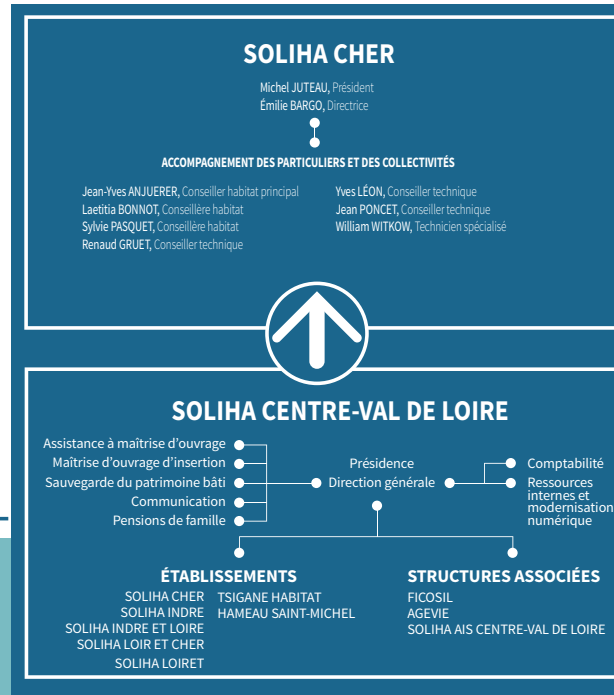 SOLIHA CHER
Michel JUTEAU, Président
Émilie BARGO, Directrice
ACCOMPAGNEMENT DES PARTICULIERS ET DES COLLECTIVITÉS
Jean-Yves ANJUERER, Conseiller habitat principal
Laetitia BONNOT, Conseillère habitat
Sylvie PASQUET, Conseillère habitat
Renaud GRUET, Conseiller technique
Yves LÉON, Conseiller technique
Jean PONCET, Conseiller technique
William WITKOW, Technicien spécialisé
SOLIHA CENTRE-VAL DE LOIRE
Assistance à maîtrise d'ouvrage
Maîtrise d'ouvrage d'insertion
Sauvegarde du patrimoine bâti
Communication
Pensions de famille
Présidence
Direction générale
Comptabilité
Ressources
internes et
modernisation
numérique
ÉTABLISSEMENTS
SOLIHA CHER
SOLIHA INDRE
SOLIHA INDRE ET LOIRE
SOLIHA LOIR ET CHER
SOLIHA LOIRET
TSIGANE HABITAT
HAMEAU SAINT-MICHEL
STRUCTURES ASSOCIÉES
FICOSIL
AGEVIE
SOLIHA AIS CENTRE-VAL DE LOIRE